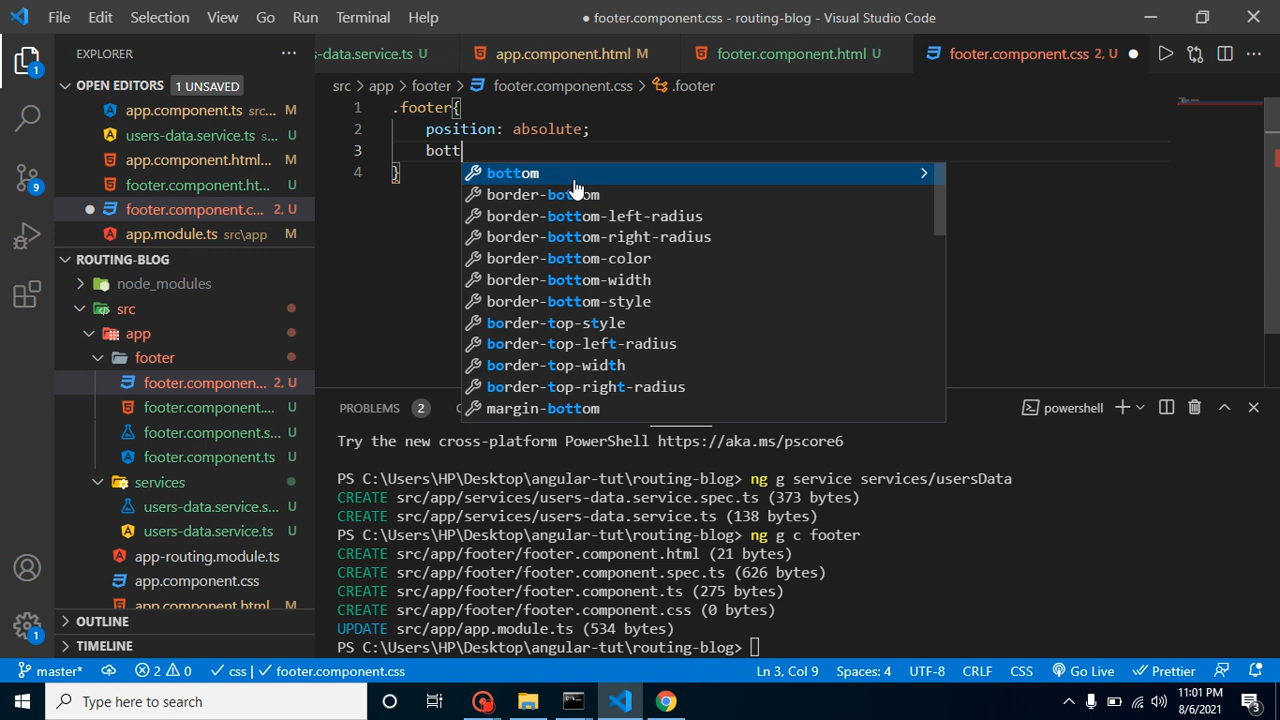 File Edit Selection View Go Run Terminal Help
● footer.component.css - routing-blog - Visual Studio Code
EXPLORER
s-data.service.ts U
app.component.html M
footer.component.html U
footer.component.css 2, U
OPEN EDITORS 1 UNSAVED
src > app > footer > footer.component.css > .footer
app.component.ts src... M
users-data.service.ts s... U
app.component.html... M
footer.component.ht... U
footer.component.c... 2, U
app.module.ts src\app M
ROUTING-BLOG
node_modules
src
app
footer
footer.componen... 2, U
footer.component.... U
footer.component.s... U
footer.component.ts U
services
users-data.service.s... U
users-data.service.ts U
app-routing.module.ts
app.component.css
app.component.html M
OUTLINE
TIMELINE
1 .footer{
2 position: absolute;
3 bott
4 }
bottom
border-bottom
border-bottom-left-radius
border-bottom-right-radius
border-bottom-color
border-bottom-width
border-bottom-style
border-top-style
border-top-left-radius
border-top-width
border-top-right-radius
margin-bottom
PROBLEMS 2
powershell
Try the new cross-platform PowerShell https://aka.ms/pscore6
PS C:\Users\HP\Desktop\angular-tut\routing-blog> ng g service services/usersData
CREATE src/app/services/users-data.service.spec.ts (373 bytes)
CREATE src/app/services/users-data.service.ts (138 bytes)
PS C:\Users\HP\Desktop\angular-tut\routing-blog> ng g c footer
CREATE src/app/footer/footer.component.html (21 bytes)
CREATE src/app/footer/footer.component.spec.ts (626 bytes)
CREATE src/app/footer/footer.component.ts (275 bytes)
CREATE src/app/footer/footer.component.css (0 bytes)
UPDATE src/app/app.module.ts (534 bytes)
PS C:\Users\HP\Desktop\angular-tut\routing-blog>
1
9
1
master* 2 0 css | footer.component.css Ln 3, Col 9 Spaces: 4 UTF-8 CRLF CSS Go Live Prettier
Type here to search
11:01 PM
8/6/2021
3